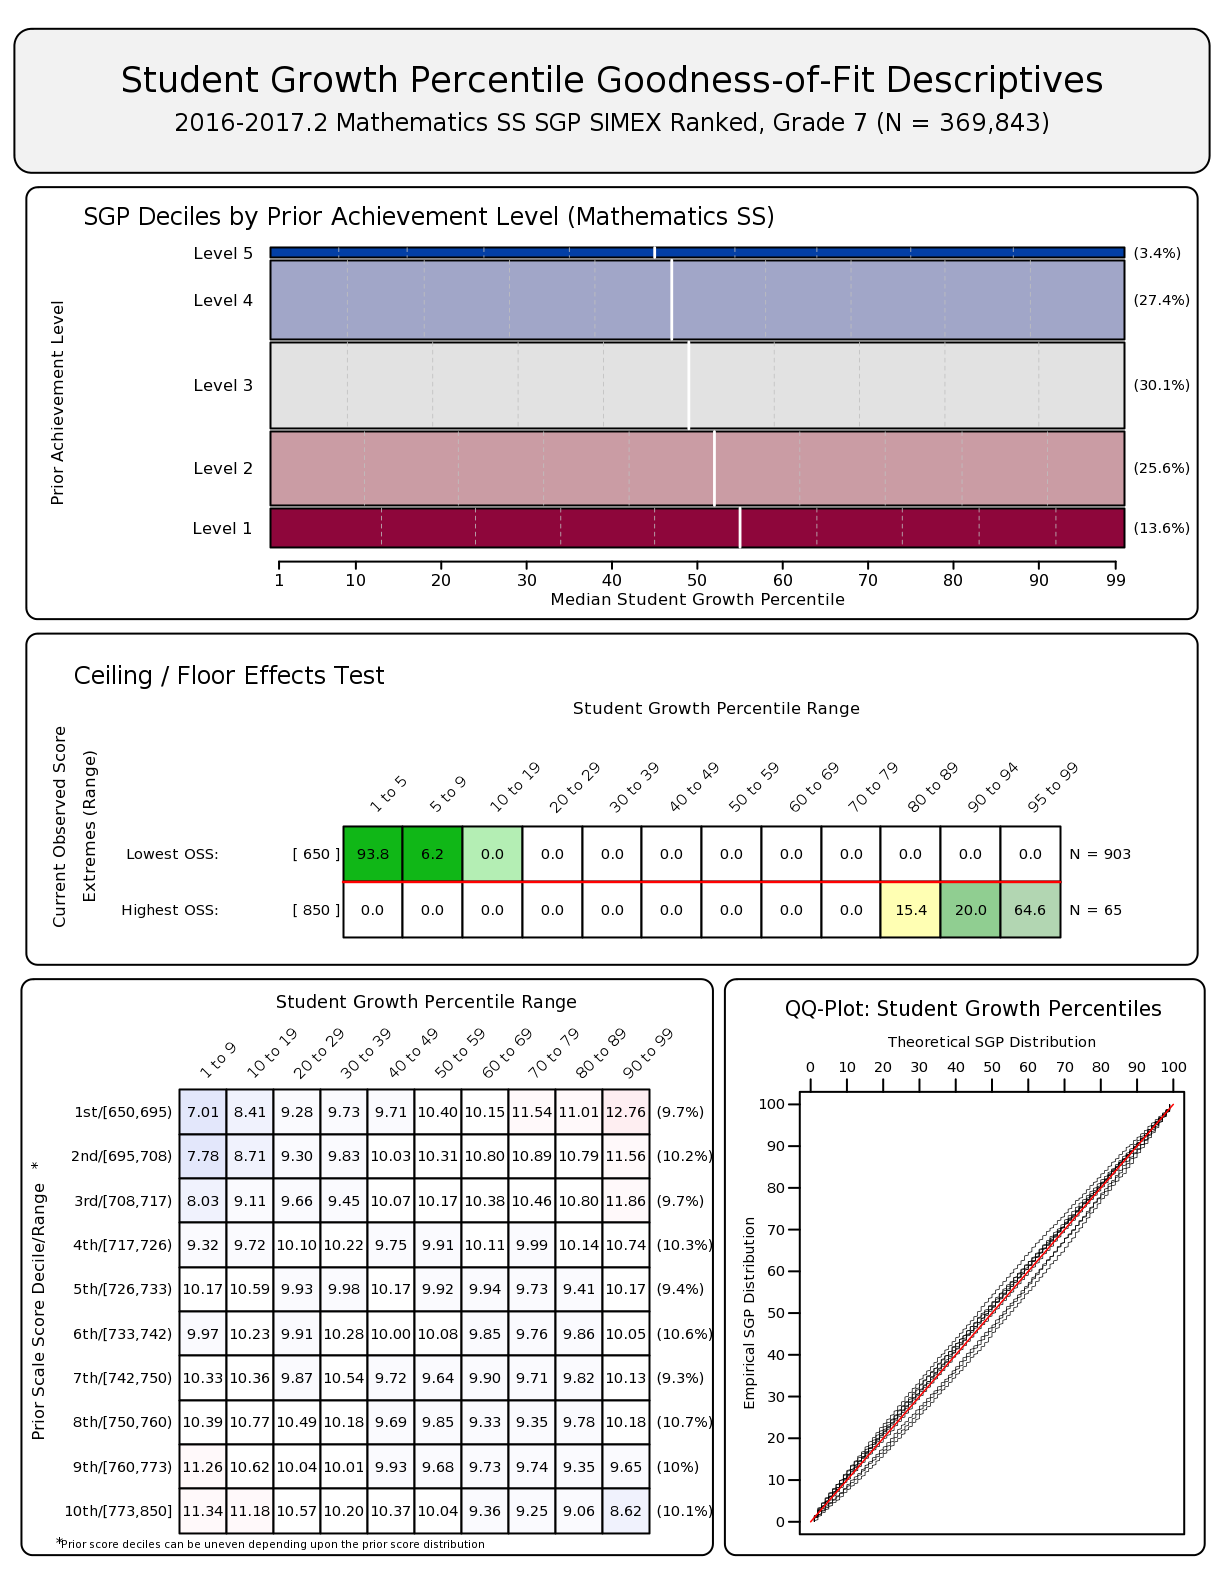 Student Growth Percentile Goodness-of-Fit Descriptives
2016-2017.2 Mathematics SS SGP SIMEX Ranked, Grade 7 (N = 369,843)
SGP Deciles by Prior Achievement Level (Mathematics SS)
Prior Achievement Level
Level 5 (3.4%)
Level 4 (27.4%)
Level 3 (30.1%)
Level 2 (25.6%)
Level 1 (13.6%)
1 10 20 30 40 50 60 70 80 90 99
Median Student Growth Percentile
Ceiling / Floor Effects Test
Student Growth Percentile Range
Current Observed Score
Extremes (Range)
1 to 5 5 to 9 10 to 19 20 to 29 30 to 39 40 to 49 50 to 59 60 to 69 70 to 79 80 to 89 90 to 94 95 to 99
Lowest OSS: [ 650 ] 93.8 6.2 0.0 0.0 0.0 0.0 0.0 0.0 0.0 0.0 0.0 0.0 N = 903
Highest OSS: [ 850 ] 0.0 0.0 0.0 0.0 0.0 0.0 0.0 0.0 0.0 15.4 20.0 64.6 N = 65
Student Growth Percentile Range
1 to 9 10 to 19 20 to 29 30 to 39 40 to 49 50 to 59 60 to 69 70 to 79 80 to 89 90 to 99
Prior Scale Score Decile/Range *
1st/[650,695) 7.01 8.41 9.28 9.73 9.71 10.40 10.15 11.54 11.01 12.76 (9.7%)
2nd/[695,708) 7.78 8.71 9.30 9.83 10.03 10.31 10.80 10.89 10.79 11.56 (10.2%)
3rd/[708,717) 8.03 9.11 9.66 9.45 10.07 10.17 10.38 10.46 10.80 11.86 (9.7%)
4th/[717,726) 9.32 9.72 10.10 10.22 9.75 9.91 10.11 9.99 10.14 10.74 (10.3%)
5th/[726,733) 10.17 10.59 9.93 9.98 10.17 9.92 9.94 9.73 9.41 10.17 (9.4%)
6th/[733,742) 9.97 10.23 9.91 10.28 10.00 10.08 9.85 9.76 9.86 10.05 (10.6%)
7th/[742,750) 10.33 10.36 9.87 10.54 9.72 9.64 9.90 9.71 9.82 10.13 (9.3%)
8th/[750,760) 10.39 10.77 10.49 10.18 9.69 9.85 9.33 9.35 9.78 10.18 (10.7%)
9th/[760,773) 11.26 10.62 10.04 10.01 9.93 9.68 9.73 9.74 9.35 9.65 (10%)
10th/[773,850] 11.34 11.18 10.57 10.20 10.37 10.04 9.36 9.25 9.06 8.62 (10.1%)
*Prior score deciles can be uneven depending upon the prior score distribution
QQ-Plot: Student Growth Percentiles
Theoretical SGP Distribution
0 10 20 30 40 50 60 70 80 90 100
Empirical SGP Distribution
100
90
80
70
60
50
40
30
20
10
0